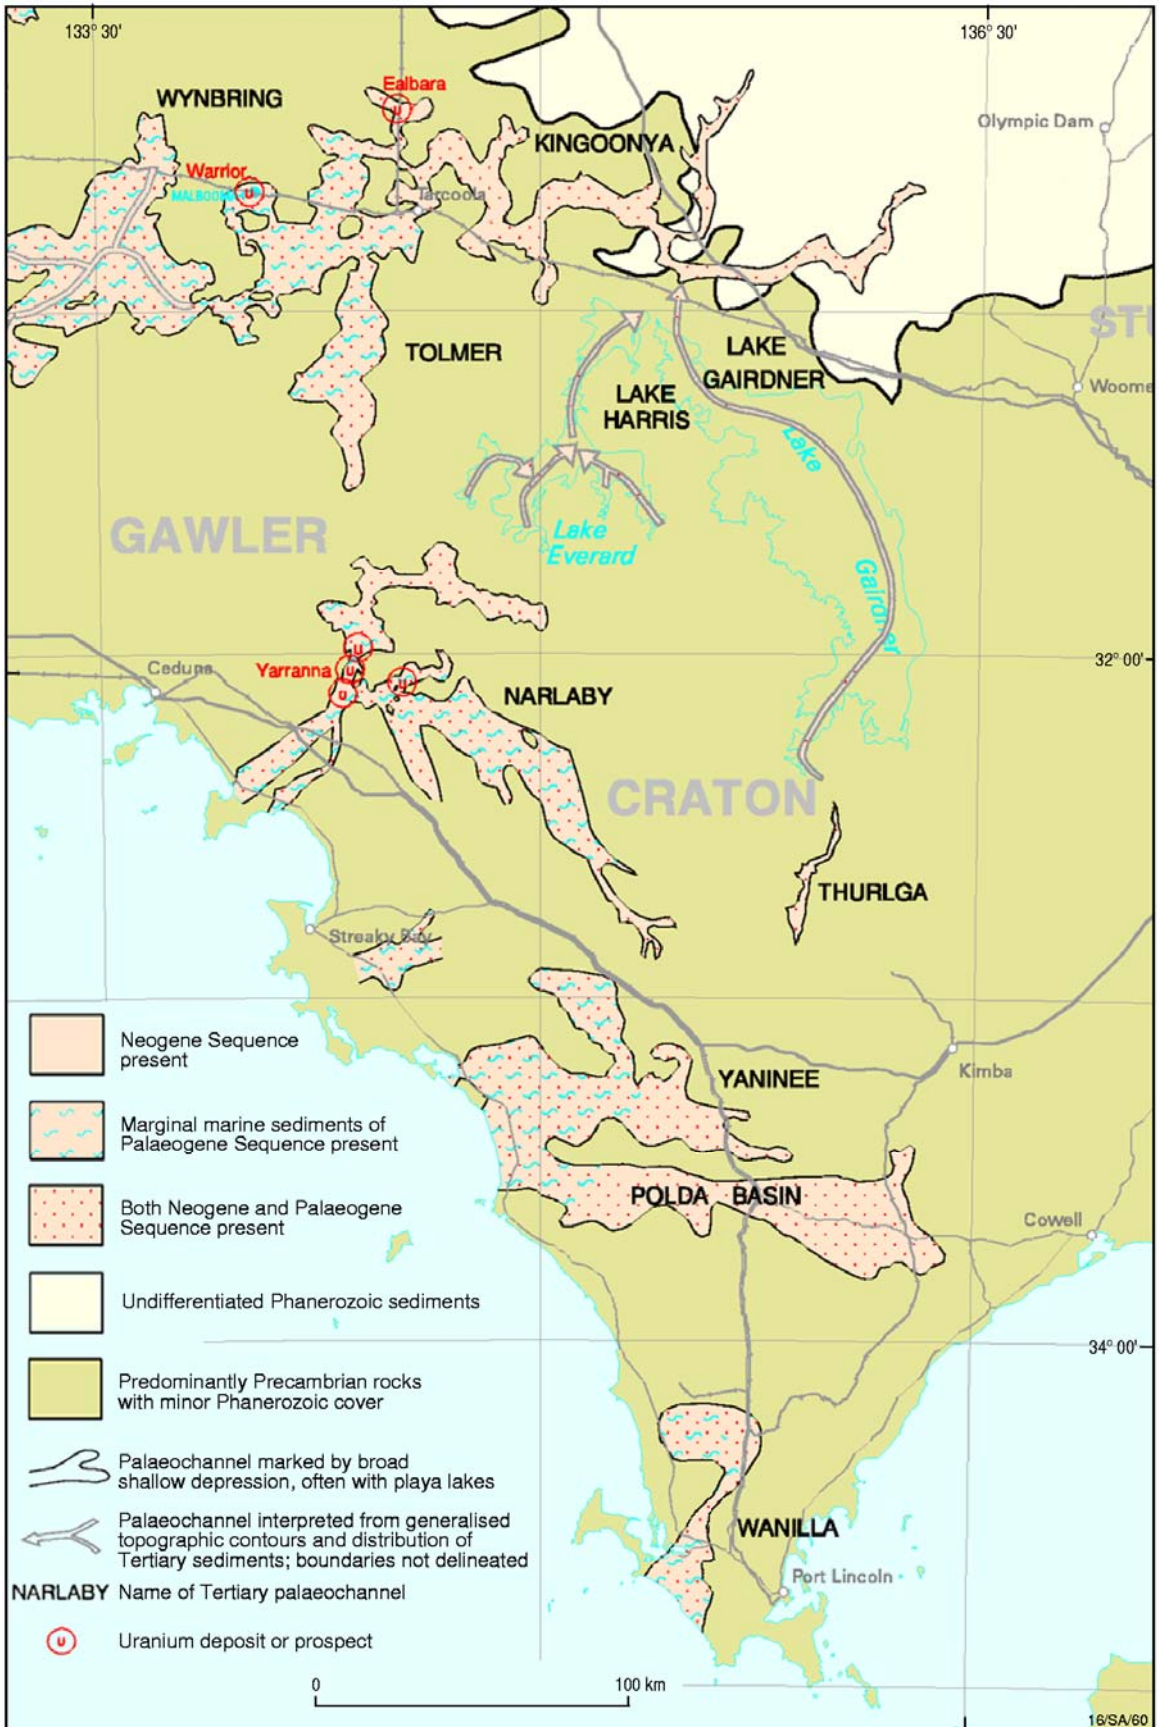 133° 30'
136° 30'
Ealbara
WYNBRING
Olympic Dam
KINGOONYA
Warrior
Tarcoola
TOLMER
LAKE
GAIRDNER
LAKE
HARRIS
Woome
Lake
GAWLER
Lake
Everard
Gairdner
32° 00'
Ceduna
Yarranna
NARLABY
CRATON
THURLGA
Streaky Bay
Neogene Sequence
present
YANINEE
Kimba
Marginal marine sediments of
Palaeogene Sequence present
POLDA BASIN
Both Neogene and Palaeogene
Sequence present
Cowell
Undifferentiated Phanerozoic sediments
34° 00'
Predominantly Precambrian rocks
with minor Phanerozoic cover
Palaeochannel marked by broad
shallow depression, often with playa lakes
Palaeochannel interpreted from generalised
topographic contours and distribution of
Tertiary sediments; boundaries not delineated
WANILLA
Port Lincoln
NARLABY Name of Tertiary palaeochannel
U Uranium deposit or prospect
0 100 km
16/SA/60